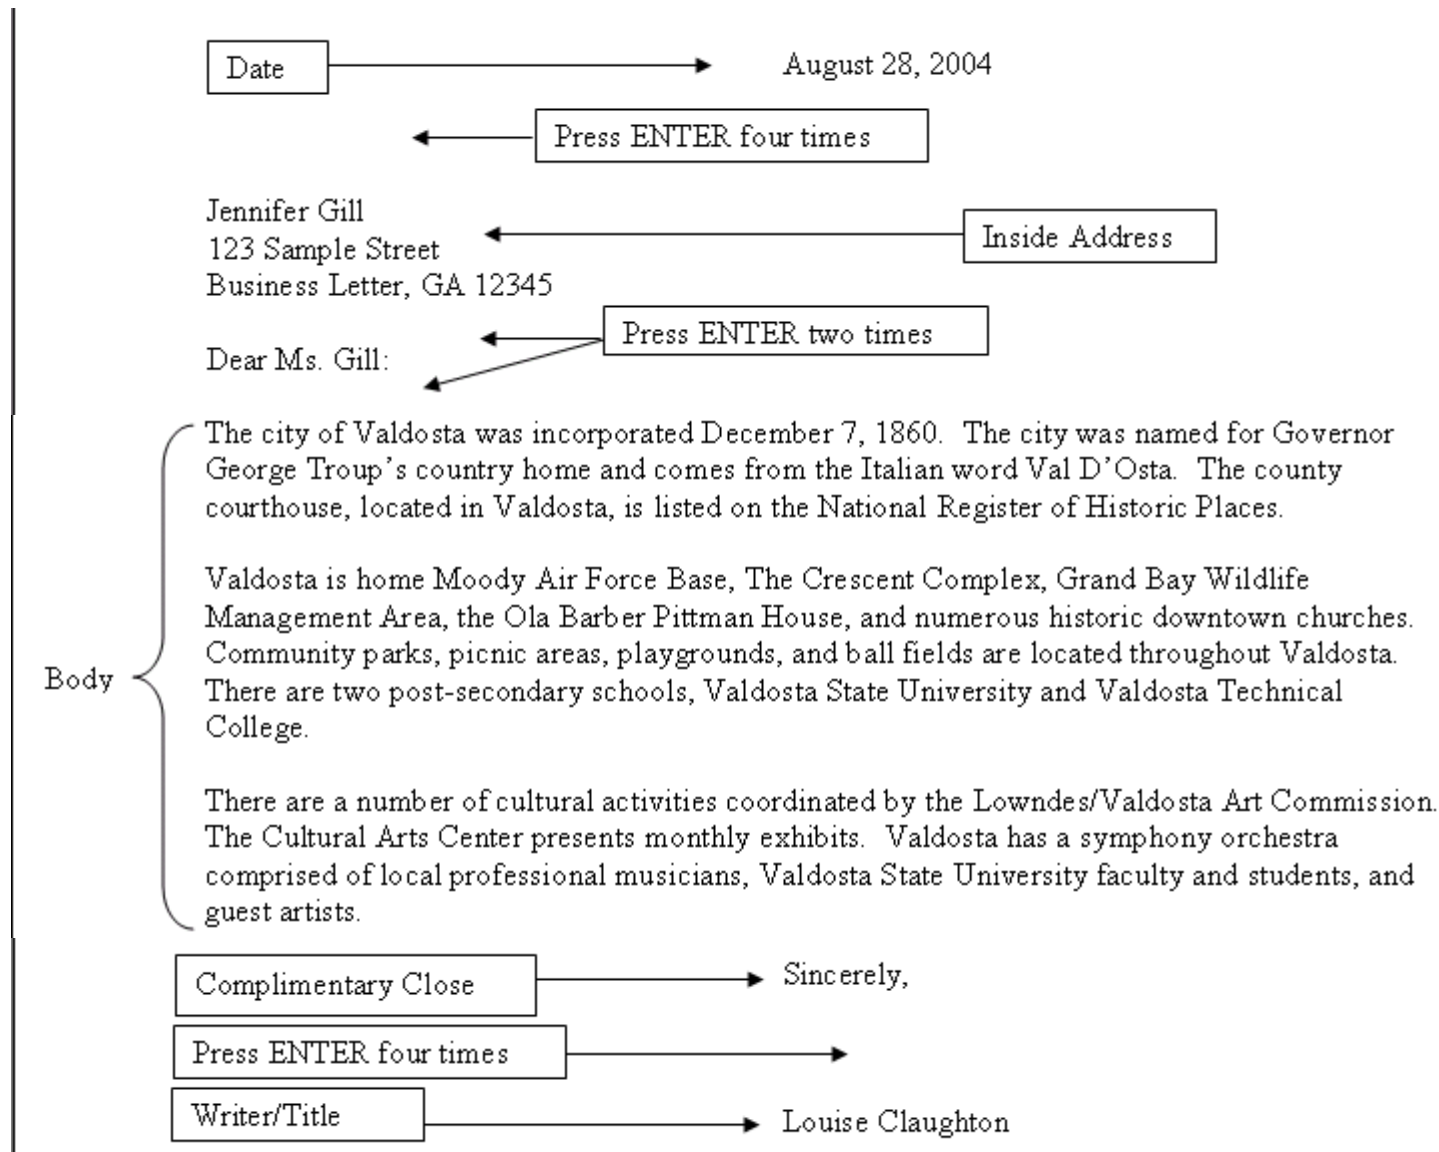 Date August 28, 2004
Press ENTER four times
Jennifer Gill
123 Sample Street
Inside Address
Business Letter, GA 12345
Press ENTER two times
Dear Ms. Gill:
The city of Valdosta was incorporated December 7, 1860.  The city was named for Governor
George Troup’s country home and comes from the Italian word Val D’Osta.  The county
courthouse, located in Valdosta, is listed on the National Register of Historic Places.
Valdosta is home Moody Air Force Base, The Crescent Complex, Grand Bay Wildlife
Management Area, the Ola Barber Pittman House, and numerous historic downtown churches.
Community parks, picnic areas, playgrounds, and ball fields are located throughout Valdosta.
Body
There are two post-secondary schools, Valdosta State University and Valdosta Technical
College.
There are a number of cultural activities coordinated by the Lowndes/Valdosta Art Commission.
The Cultural Arts Center presents monthly exhibits.  Valdosta has a symphony orchestra
comprised of local professional musicians, Valdosta State University faculty and students, and
guest artists.
Complimentary Close Sincerely,
Press ENTER four times
Writer/Title Louise Claughton